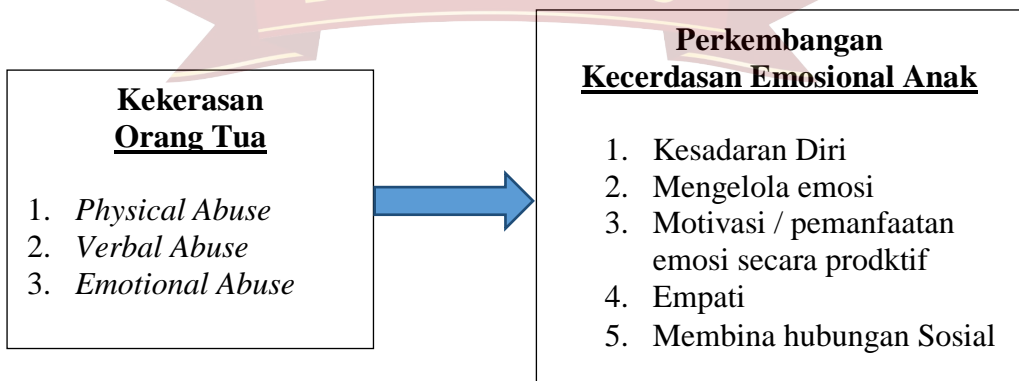 Kekerasan
Orang Tua
1. Physical Abuse
2. Verbal Abuse
3. Emotional Abuse
Perkembangan
Kecerdasan Emosional Anak
1. Kesadaran Diri
2. Mengelola emosi
3. Motivasi / pemanfaatan
emosi secara prodktif
4. Empati
5. Membina hubungan Sosial